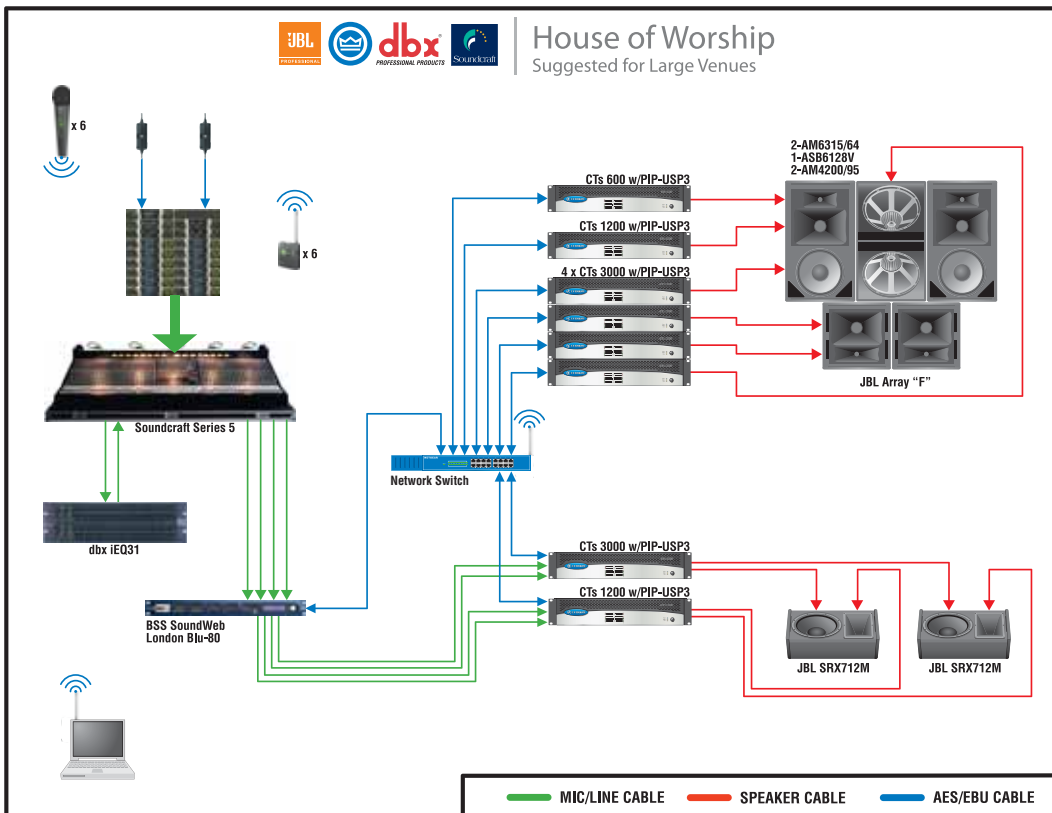 JBL
PROFESSIONAL
dbx
PROFESSIONAL PRODUCTS
Soundcraft
House of Worship
Suggested for Large Venues
x 6
x 6
2-AM6315/64
1-ASB6128V
2-AM4200/95
CTs 600 w/PIP-USP3
CTs 1200 w/PIP-USP3
4 x CTs 3000 w/PIP-USP3
JBL Array “F”
Soundcraft Series 5
Network Switch
dbx iEQ31
CTs 3000 w/PIP-USP3
CTs 1200 w/PIP-USP3
BSS SoundWeb
London Blu-80
JBL SRX712M
JBL SRX712M
MIC/LINE CABLE
SPEAKER CABLE
AES/EBU CABLE